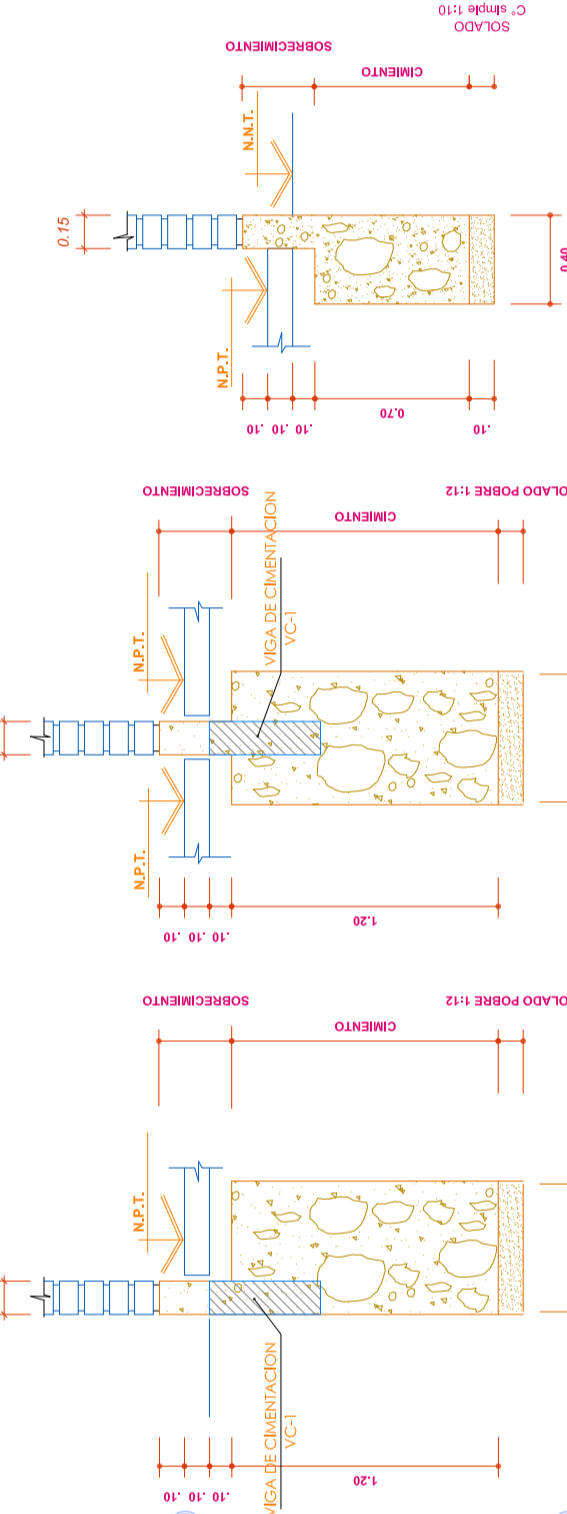 SOLADO
C° simple 1:10
SOBRECIMIENTO
CIMIENTO
N.N.T.
0.15
N.P.T.
0.40
.10 .10 .10
0.70
.10
SOBRECIMIENTO
CIMIENTO
OLADO POBRE 1:12
VIGA DE CIMENTACION
VC-1
N.P.T.
N.P.T.
.10 .10 .10
1.20
SOBRECIMIENTO
CIMIENTO
OLADO POBRE 1:12
N.P.T.
VIGA DE CIMENTACION
VC-1
.10 .10 .10
1.20